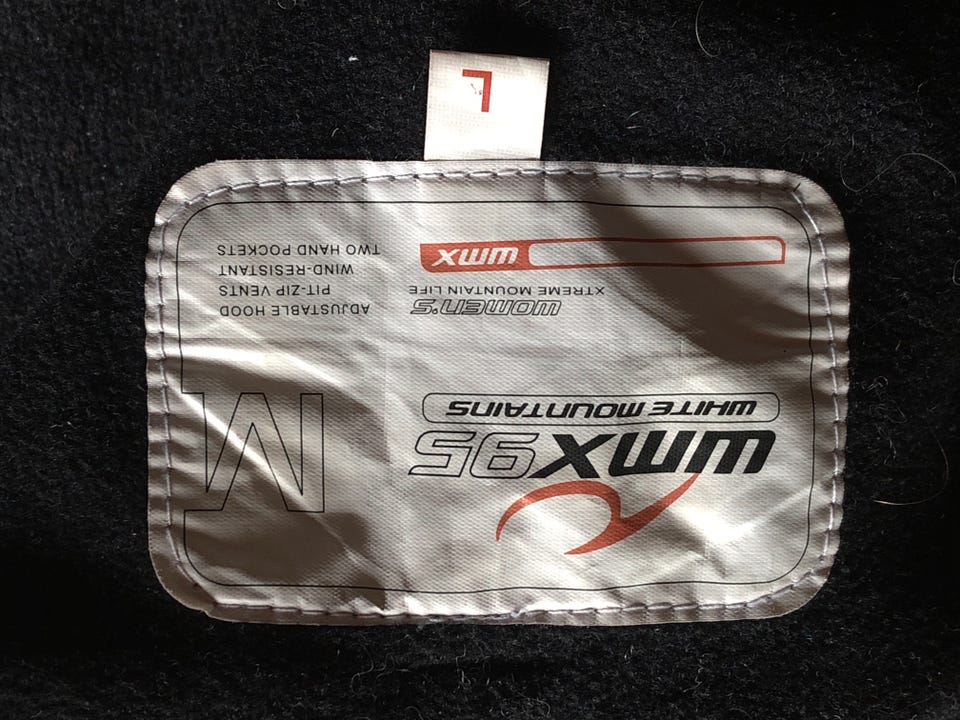 WMX95
WHITE MOUNTAINS
WOMEN'S
XTREME MOUNTAIN LIFE
WMX
W
ADJUSTABLE HOOD
PIT-ZIP VENTS
WIND-RESISTANT
TWO HAND POCKETS
L